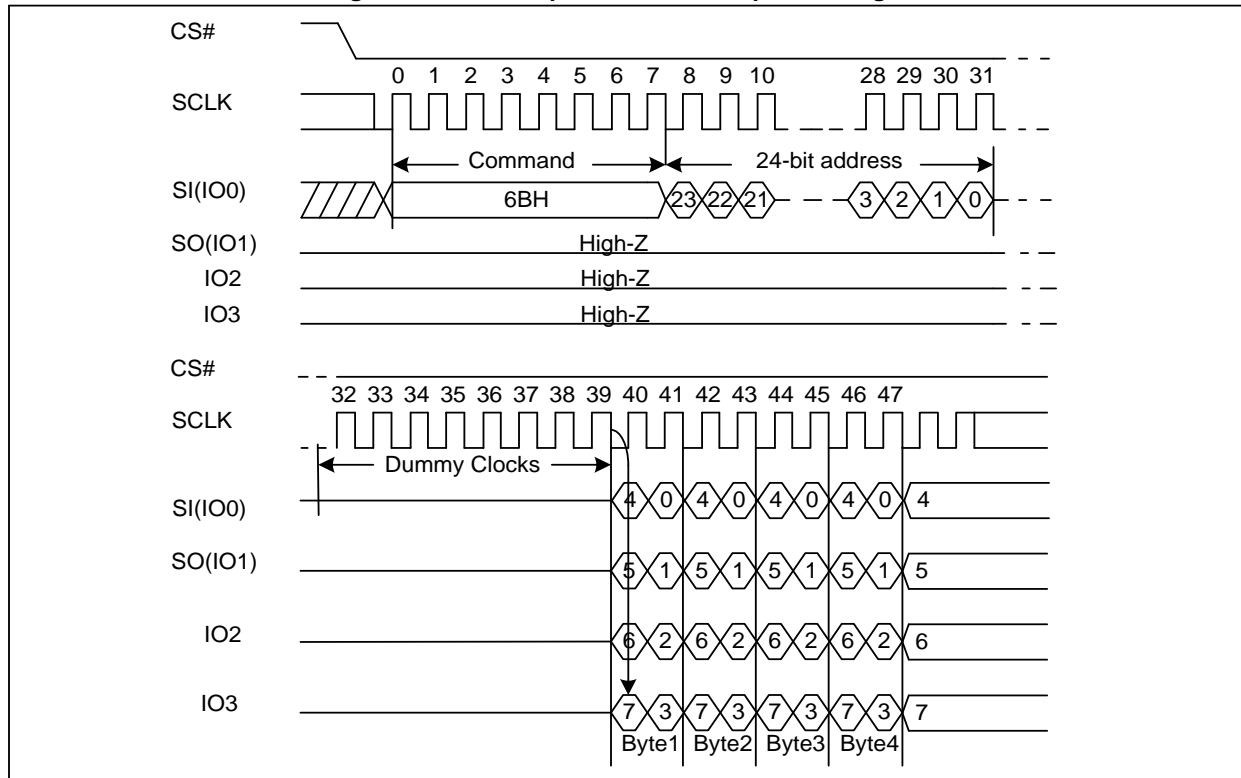 CS#
0 1 2 3 4 5 6 7 8 9 10 28 29 30 31
SCLK
Command 24-bit address
SI(IO0) 6BH 23 22 21 3 2 1 0
SO(IO1) High-Z
IO2 High-Z
IO3 High-Z
CS#
32 33 34 35 36 37 38 39 40 41 42 43 44 45 46 47
SCLK
Dummy Clocks
SI(IO0) 4 0 4 0 4 0 4 0 4
SO(IO1) 5 1 5 1 5 1 5 1 5
IO2 6 2 6 2 6 2 6 2 6
IO3 7 3 7 3 7 3 7 3 7
Byte1 Byte2 Byte3 Byte4